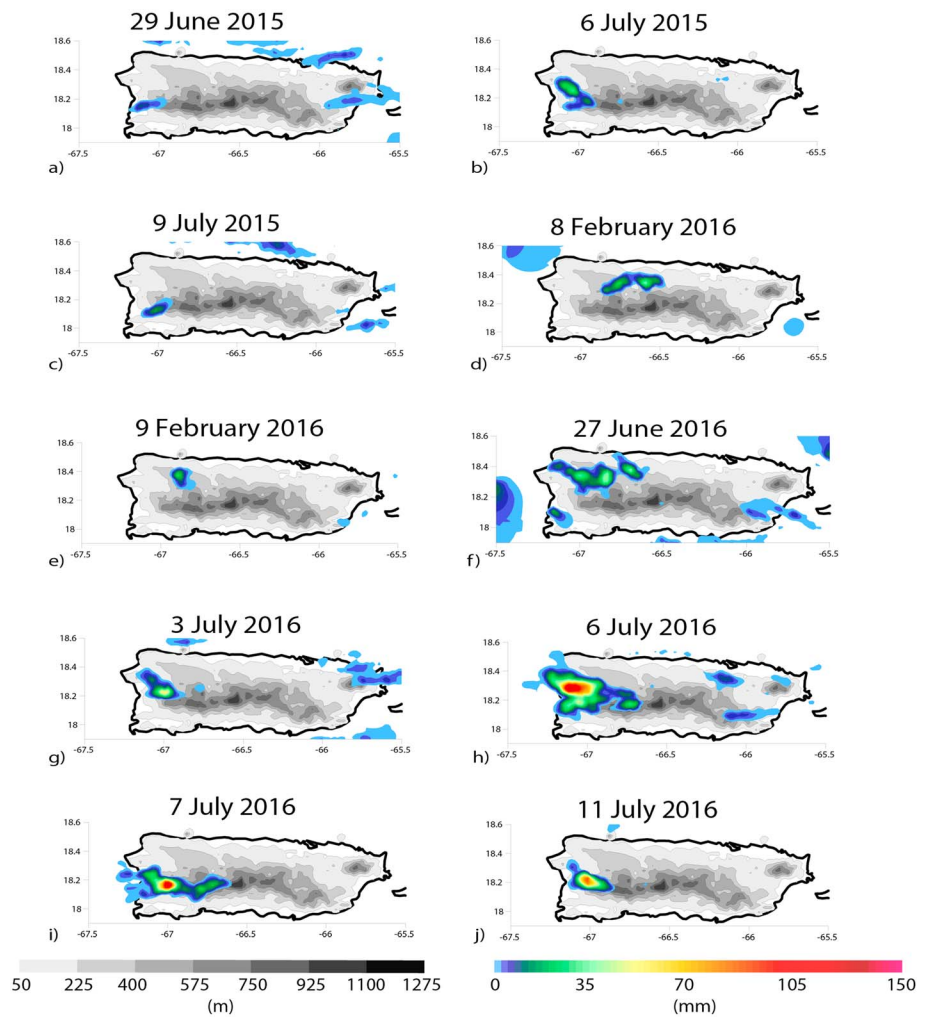 29 June 2015
18.6
18.4
18.2
18
-67.5 -67 -66.5 -66 -65.5
a)
6 July 2015
18.6
18.4
18.2
18
-67.5 -67 -66.5 -66 -65.5
b)
9 July 2015
18.6
18.4
18.2
18
-67.5 -67 -66.5 -66 -65.5
c)
8 February 2016
18.6
18.4
18.2
18
-67.5 -67 -66.5 -66 -65.5
d)
9 February 2016
18.6
18.4
18.2
18
-67.5 -67 -66.5 -66 -65.5
e)
27 June 2016
18.6
18.4
18.2
18
-67.5 -67 -66.5 -66 -65.5
f)
3 July 2016
18.6
18.4
18.2
18
-67.5 -67 -66.5 -66 -65.5
g)
6 July 2016
18.6
18.4
18.2
18
-67.5 -67 -66.5 -66 -65.5
h)
7 July 2016
18.6
18.4
18.2
18
-67.5 -67 -66.5 -66 -65.5
i)
11 July 2016
18.6
18.4
18.2
18
-67.5 -67 -66.5 -66 -65.5
j)
50 225 400 575 750 925 1100 1275
(m)
0 35 70 105 150
(mm)